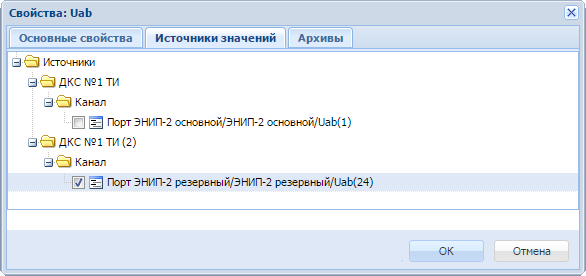 Свойства: Uab
Основные свойства Источники значений Архивы
Источники
ДКС №1 ТИ
Канал
Порт ЭНИП-2 основной/ЭНИП-2 основной/Uab(1)
ДКС №1 ТИ (2)
Канал
Порт ЭНИП-2 резервный/ЭНИП-2 резервный/Uab(24)
ОК Отмена